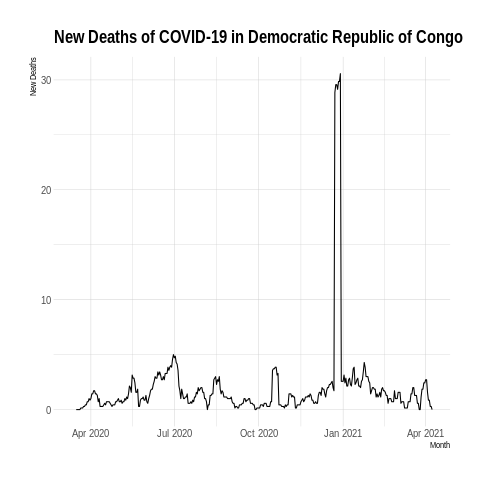 New Deaths of COVID-19 in Democratic Republic of Congo
New Deaths
30
20
10
0
Apr 2020 Jul 2020 Oct 2020 Jan 2021 Apr 2021
Month